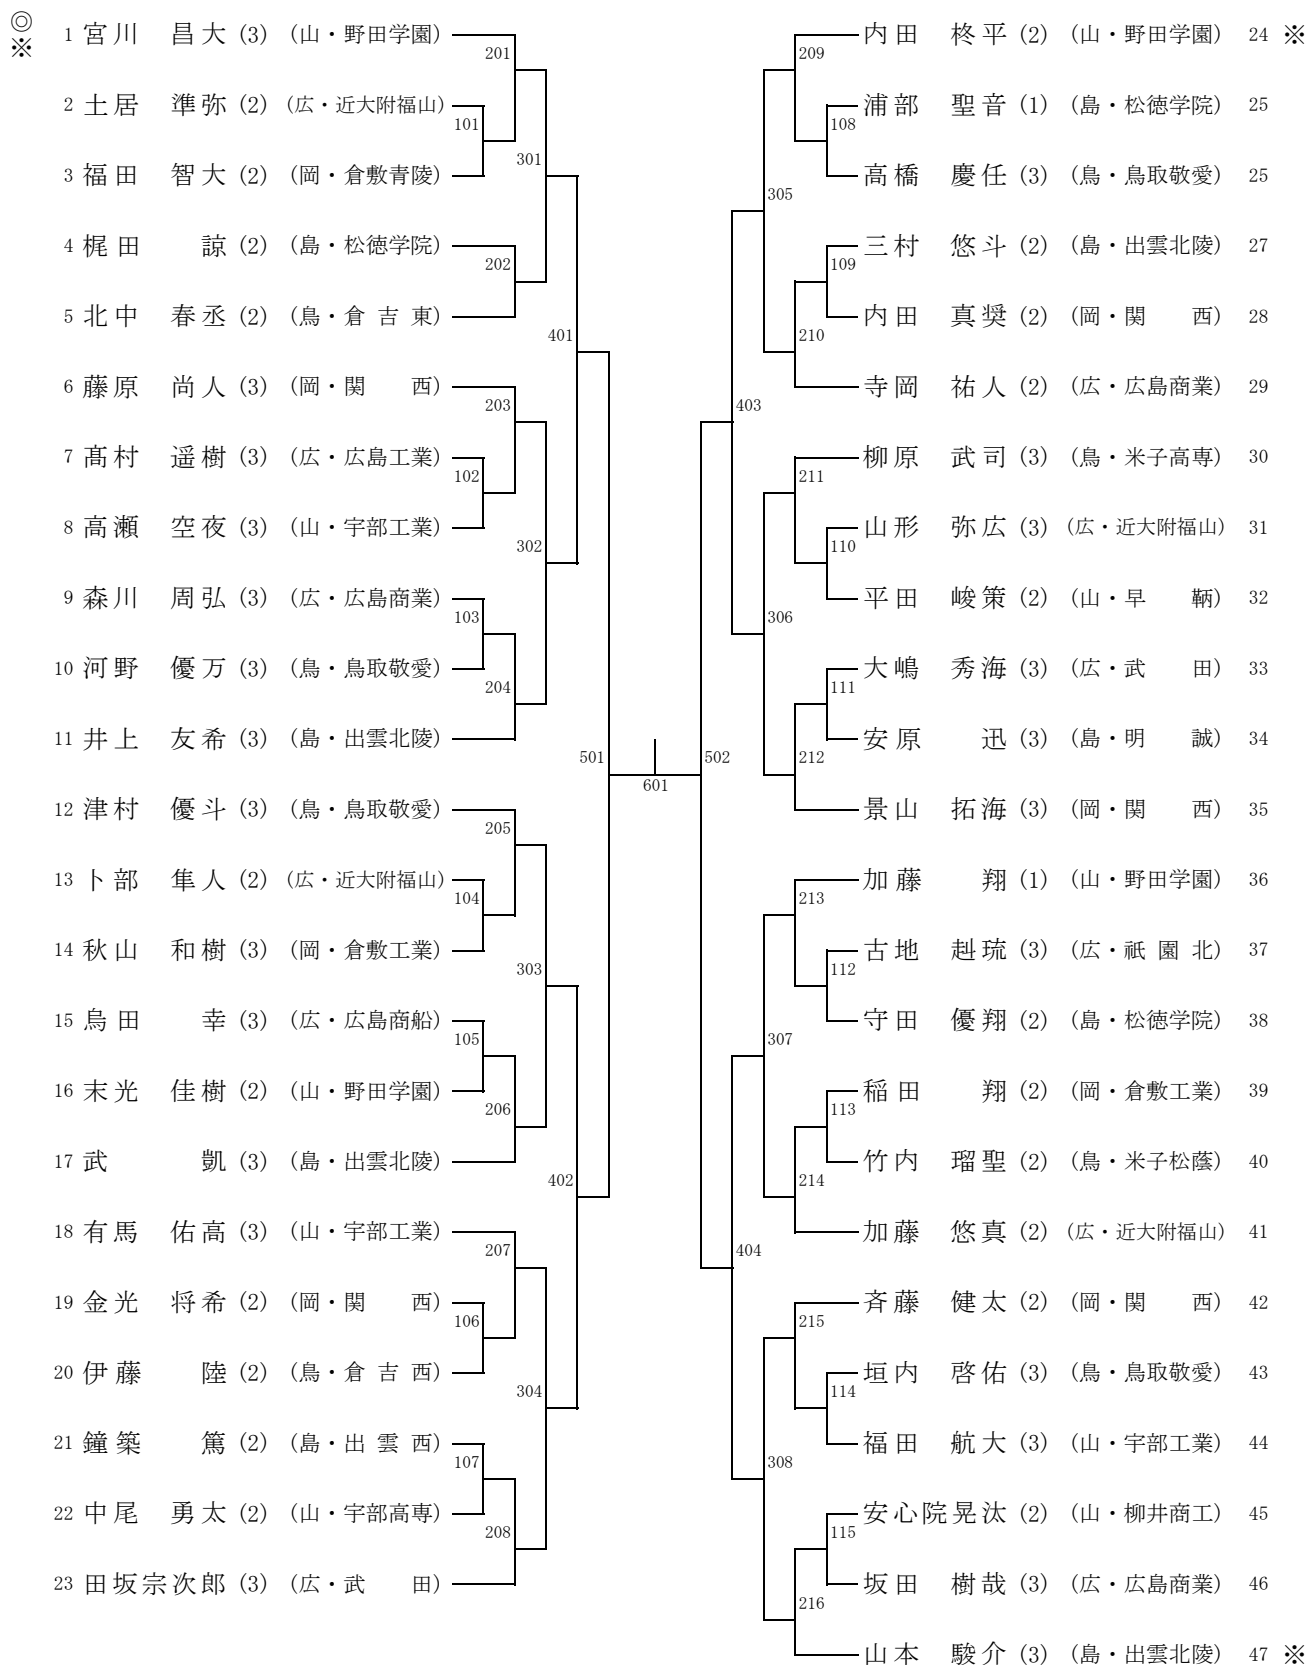 ◎
※
1 宮川 昌大 (3) (山・野田学園)
201
2 土居 準弥 (2) (広・近大附福山)
101
3 福田 智大 (2) (岡・倉敷青陵)
301
4 梶田 諒 (2) (島・松徳学院)
202
5 北中 春丞 (2) (鳥・倉吉東)
401
6 藤原 尚人 (3) (岡・関西)
203
7 髙村 遥樹 (3) (広・広島工業)
102
8 高瀬 空夜 (3) (山・宇部工業)
302
9 森川 周弘 (3) (広・広島商業)
103
10 河野 優万 (3) (鳥・鳥取敬愛)
204
11 井上 友希 (3) (島・出雲北陵)
501
12 津村 優斗 (3) (鳥・鳥取敬愛)
205
13 卜部 隼人 (2) (広・近大附福山)
104
14 秋山 和樹 (3) (岡・倉敷工業)
303
15 鳥田 幸 (3) (広・広島商船)
105
16 末光 佳樹 (2) (山・野田学園)
206
17 武 凱 (3) (島・出雲北陵)
402
18 有馬 佑高 (3) (山・宇部工業)
207
19 金光 将希 (2) (岡・関西)
106
20 伊藤 陸 (2) (鳥・倉吉西)
304
21 鐘築 篤 (2) (島・出雲西)
107
22 中尾 勇太 (2) (山・宇部高専)
208
23 田坂宗次郎 (3) (広・武田)
601
内田 柊平 (2) (山・野田学園) 24 ※
209
浦部 聖音 (1) (島・松徳学院) 25
108
高橋 慶任 (3) (鳥・鳥取敬愛) 25
305
三村 悠斗 (2) (島・出雲北陵) 27
109
内田 真奨 (2) (岡・関西) 28
210
寺岡 祐人 (2) (広・広島商業) 29
403
柳原 武司 (3) (鳥・米子高専) 30
211
山形 弥広 (3) (広・近大附福山) 31
110
平田 峻策 (2) (山・早鞆) 32
306
大嶋 秀海 (3) (広・武田) 33
111
安原 迅 (3) (島・明誠) 34
502
212
景山 拓海 (3) (岡・関西) 35
加藤 翔 (1) (山・野田学園) 36
213
古地 赳琉 (3) (広・祇園北) 37
112
守田 優翔 (2) (島・松徳学院) 38
307
稲田 翔 (2) (岡・倉敷工業) 39
113
竹内 瑠聖 (2) (鳥・米子松蔭) 40
214
加藤 悠真 (2) (広・近大附福山) 41
404
斉藤 健太 (2) (岡・関西) 42
215
垣内 啓佑 (3) (鳥・鳥取敬愛) 43
114
福田 航大 (3) (山・宇部工業) 44
308
安心院晃汰 (2) (山・柳井商工) 45
115
坂田 樹哉 (3) (広・広島商業) 46
216
山本 駿介 (3) (島・出雲北陵) 47 ※